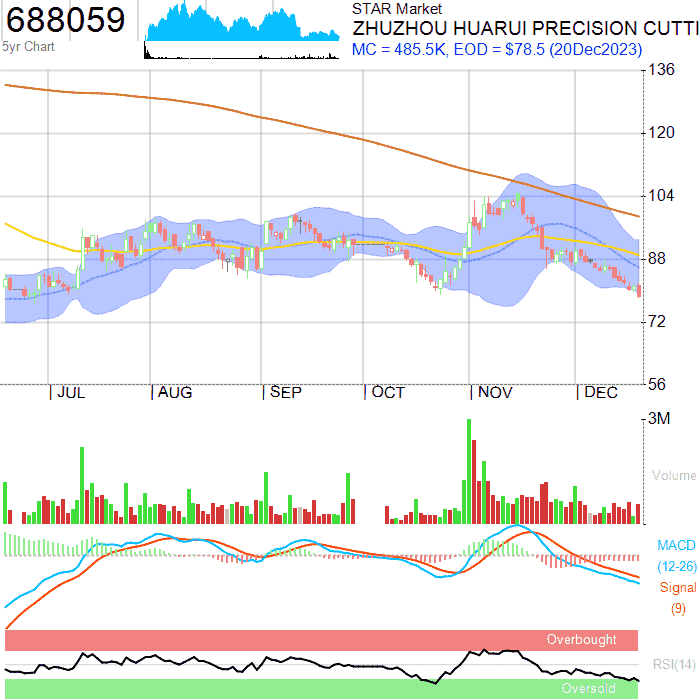 688059
5yr Chart
STAR Market
ZHUZHOU HUARUI PRECISION CUTTI
MC = 485.5K, EOD = $78.5 (20Dec2023)
136
120
104
88
72
56
JUL AUG SEP OCT NOV DEC
3M
Volume
MACD
(12-26)
Signal
(9)
Overbought
RSI(14)
Oversold